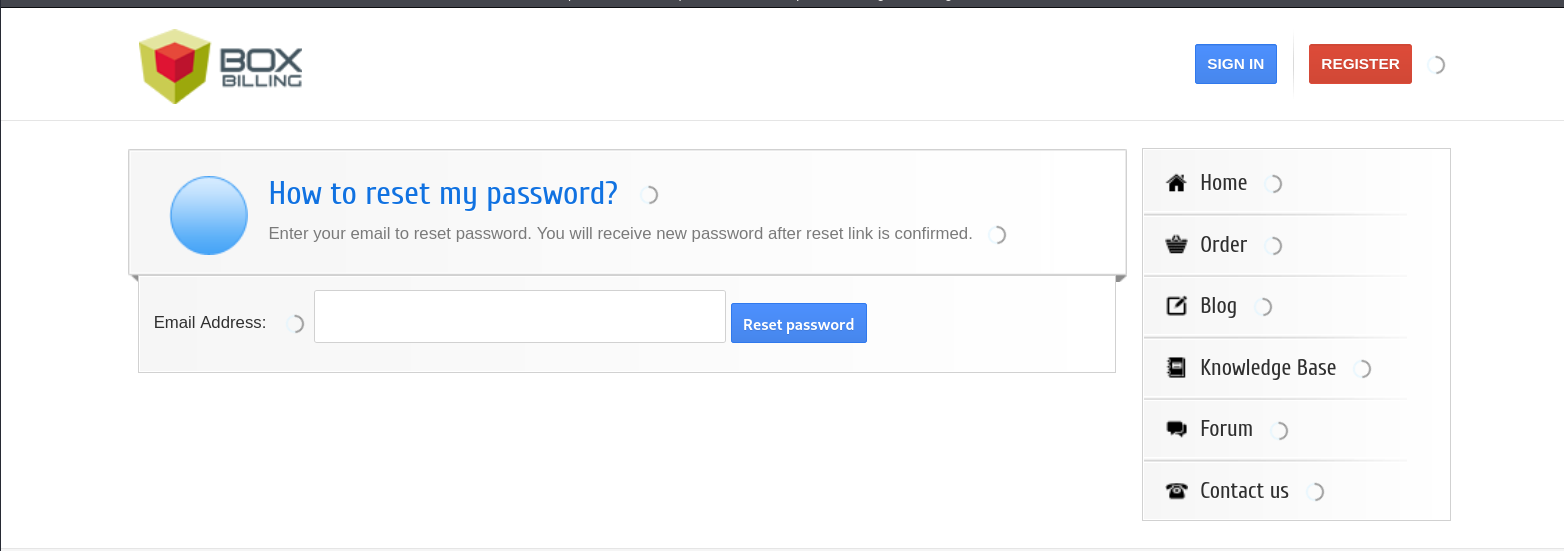 BOX
BILLING
SIGN IN
REGISTER
How to reset my password?
Enter your email to reset password. You will receive new password after reset link is confirmed.
Email Address:
Reset password
Home
Order
Blog
Knowledge Base
Forum
Contact us